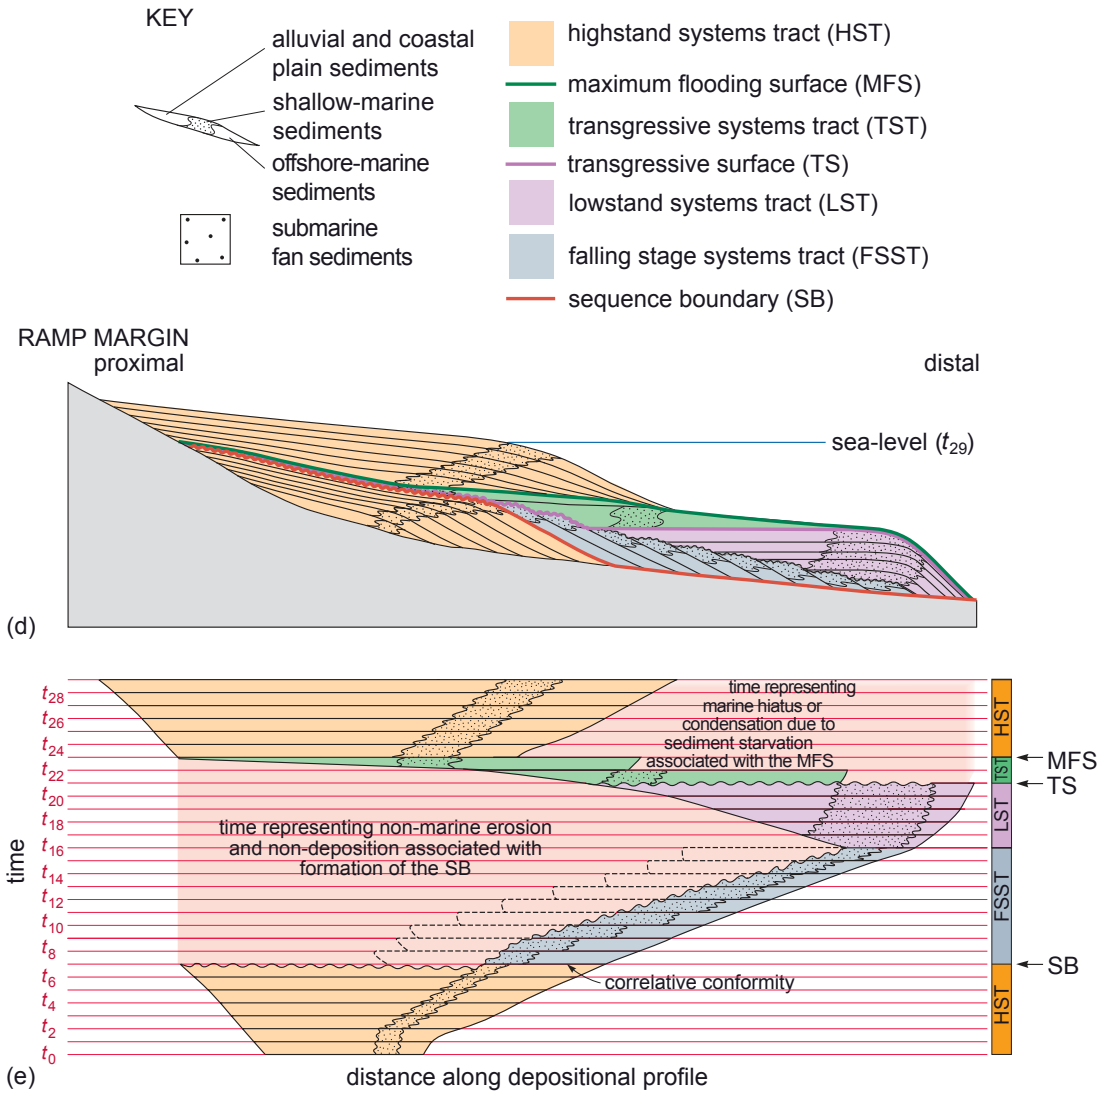 KEY
alluvial and coastal
plain sediments
shallow-marine
sediments
offshore-marine
sediments
submarine
fan sediments
highstand systems tract (HST)
maximum flooding surface (MFS)
transgressive systems tract (TST)
transgressive surface (TS)
lowstand systems tract (LST)
falling stage systems tract (FSST)
sequence boundary (SB)
RAMP MARGIN
proximal
distal
sea-level (t29)
(d)
time
t28
t26
t24
t22
t20
t18
t16
t14
t12
t10
t8
t6
t4
t2
t0
time representing
marine hiatus or
condensation due to
sediment starvation
associated with the MFS
time representing non-marine erosion
and non-deposition associated with
formation of the SB
correlative conformity
HST
TST
LST
FSST
HST
MFS
TS
SB
(e)
distance along depositional profile